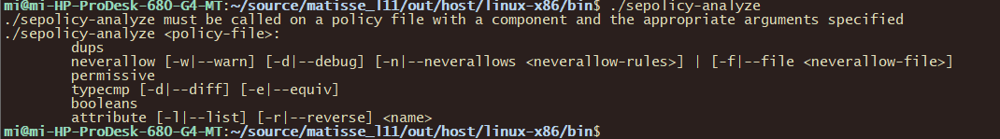 mi@mi-HP-ProDesk-680-G4-MT:~/source/matisse_l11/out/host/linux-x86/bin$ ./sepolicy-analyze
./sepolicy-analyze must be called on a policy file with a component and the appropriate arguments specified
./sepolicy-analyze <policy-file>:
dups
neverallow [-w|--warn] [-d|--debug] [-n|--neverallows <neverallow-rules>] | [-f|--file <neverallow-file>]
permissive
typecmp [-d|--diff] [-e|--equiv]
booleans
attribute [-l|--list] [-r|--reverse] <name>
mi@mi-HP-ProDesk-680-G4-MT:~/source/matisse_l11/out/host/linux-x86/bin$